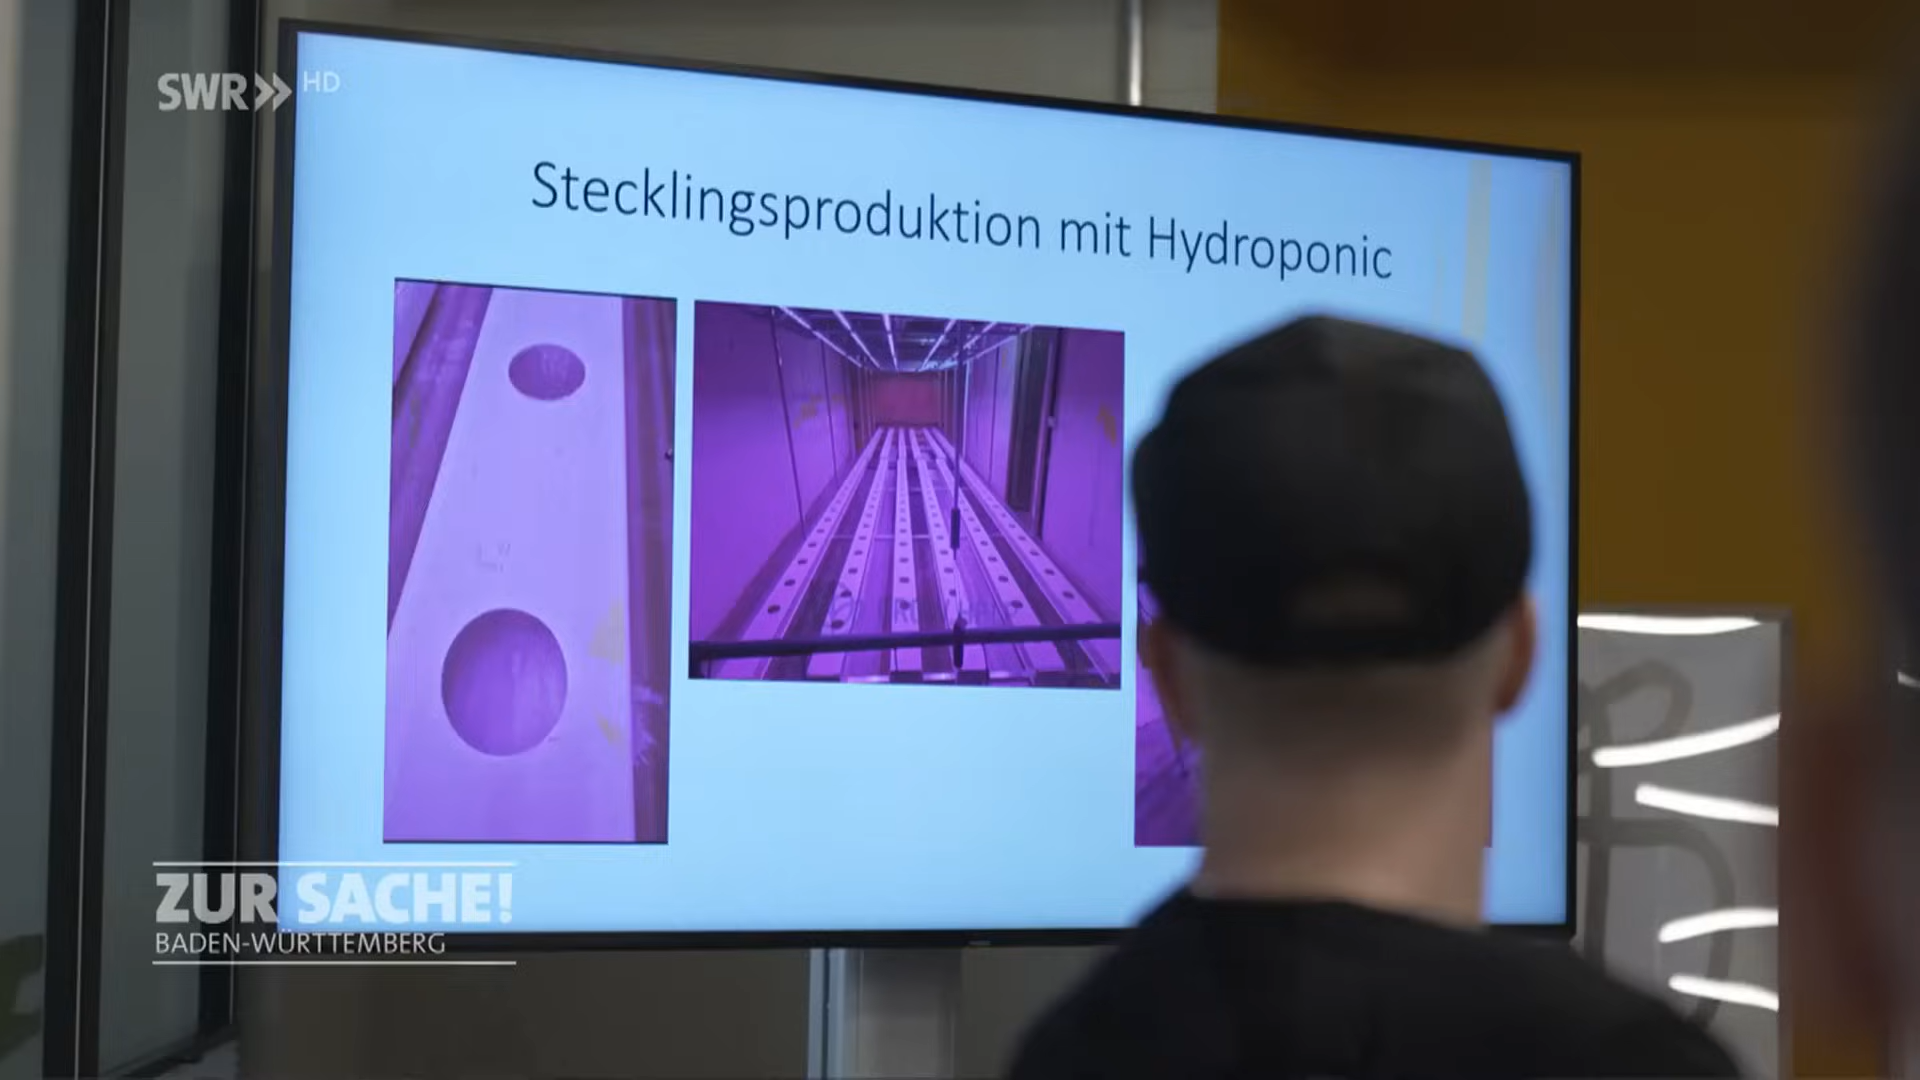 SWR» HD
Stecklingsproduktion mit Hydroponic
ZUR SACHE!
BADEN-WÜRTTEMBERG